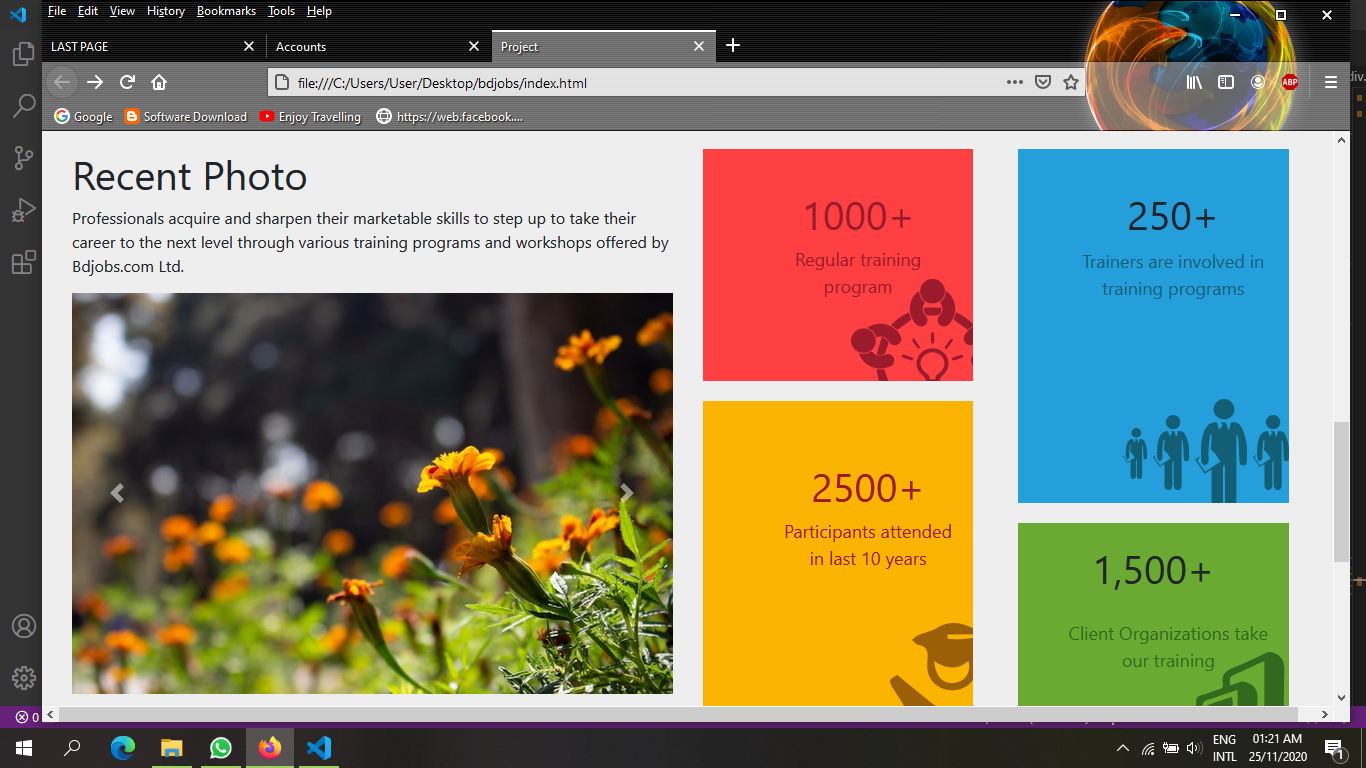 File Edit View History Bookmarks Tools Help
LAST PAGE
Accounts
Project
file:///C:/Users/User/Desktop/bdjobs/index.html
ABP
div.
Google
Software Download
Enjoy Travelling
https://web.facebook....
Recent Photo
Professionals acquire and sharpen their marketable skills to step up to take their
career to the next level through various training programs and workshops offered by
Bdjobs.com Ltd.
1000+
Regular training
program
2500+
Participants attended
in last 10 years
250+
Trainers are involved in
training programs
1,500+
Client Organizations take
our training
0
ENG
INTL
01:21 AM
25/11/2020
1